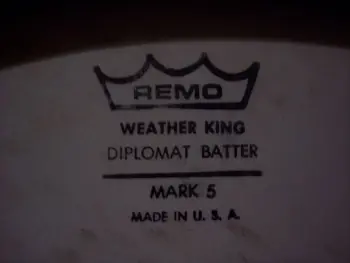 REMO
WEATHER KING
DIPLOMAT BATTER
MARK 5
MADE IN U. S. A.